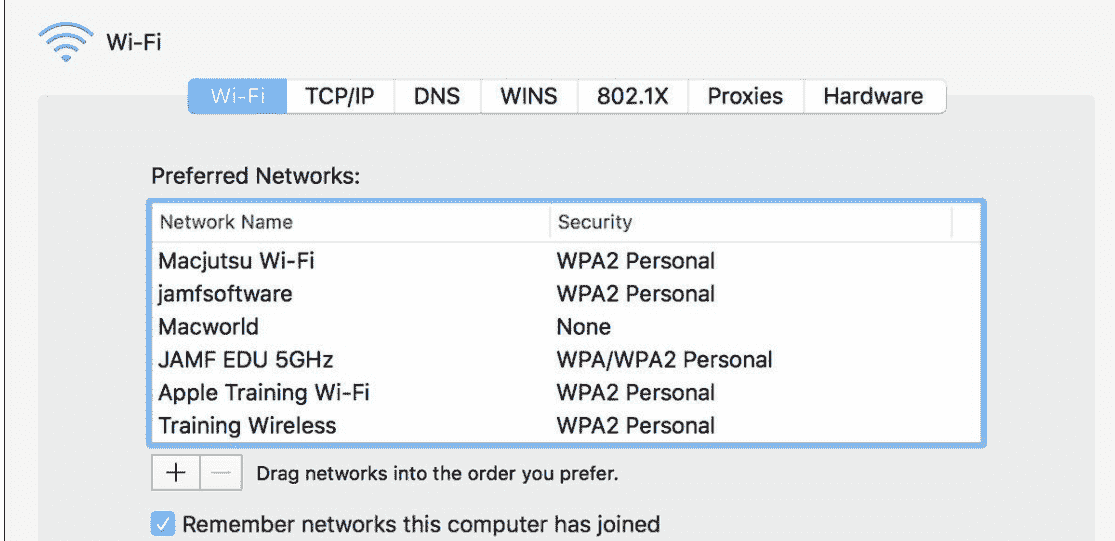 Wi-Fi
Wi-Fi TCP/IP DNS WINS 802.1X Proxies Hardware
Preferred Networks:
Network Name Security
Macjutsu Wi-Fi WPA2 Personal
jamfsoftware WPA2 Personal
Macworld None
JAMF EDU 5GHz WPA/WPA2 Personal
Apple Training Wi-Fi WPA2 Personal
Training Wireless WPA2 Personal
+ — Drag networks into the order you prefer.
Remember networks this computer has joined